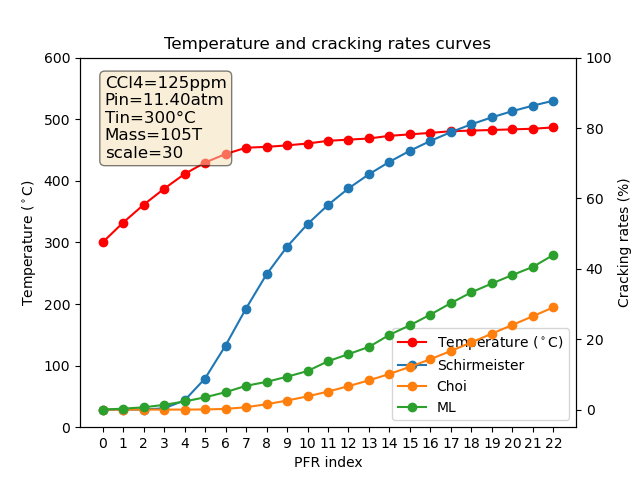 Temperature and cracking rates curves
CCl4=125ppm
Pin=11.40atm
Tin=300°C
Mass=105T
scale=30
600
500
400
300
200
100
0
Temperature (°C)
100
80
60
40
20
0
Cracking rates (%)
Temperature (°C)
Schirmeister
Choi
ML
0 1 2 3 4 5 6 7 8 9 10 11 12 13 14 15 16 17 18 19 20 21 22
PFR index